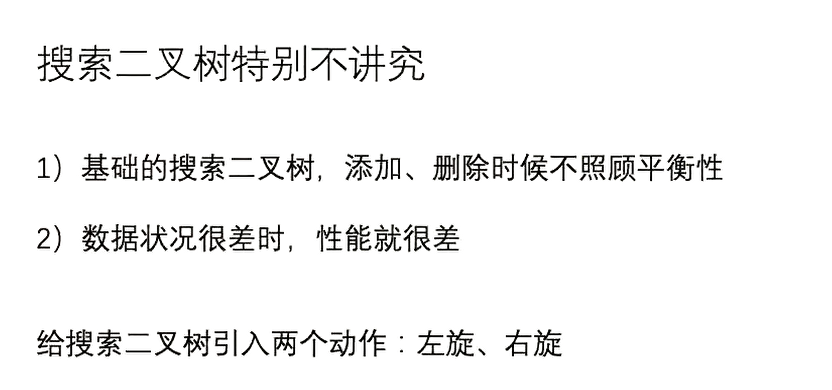 搜索二叉树特别不讲究
1）基础的搜索二叉树，添加、删除时候不照顾平衡性
2）数据状况很差时，性能就很差
给搜索二叉树引入两个动作：左旋、右旋